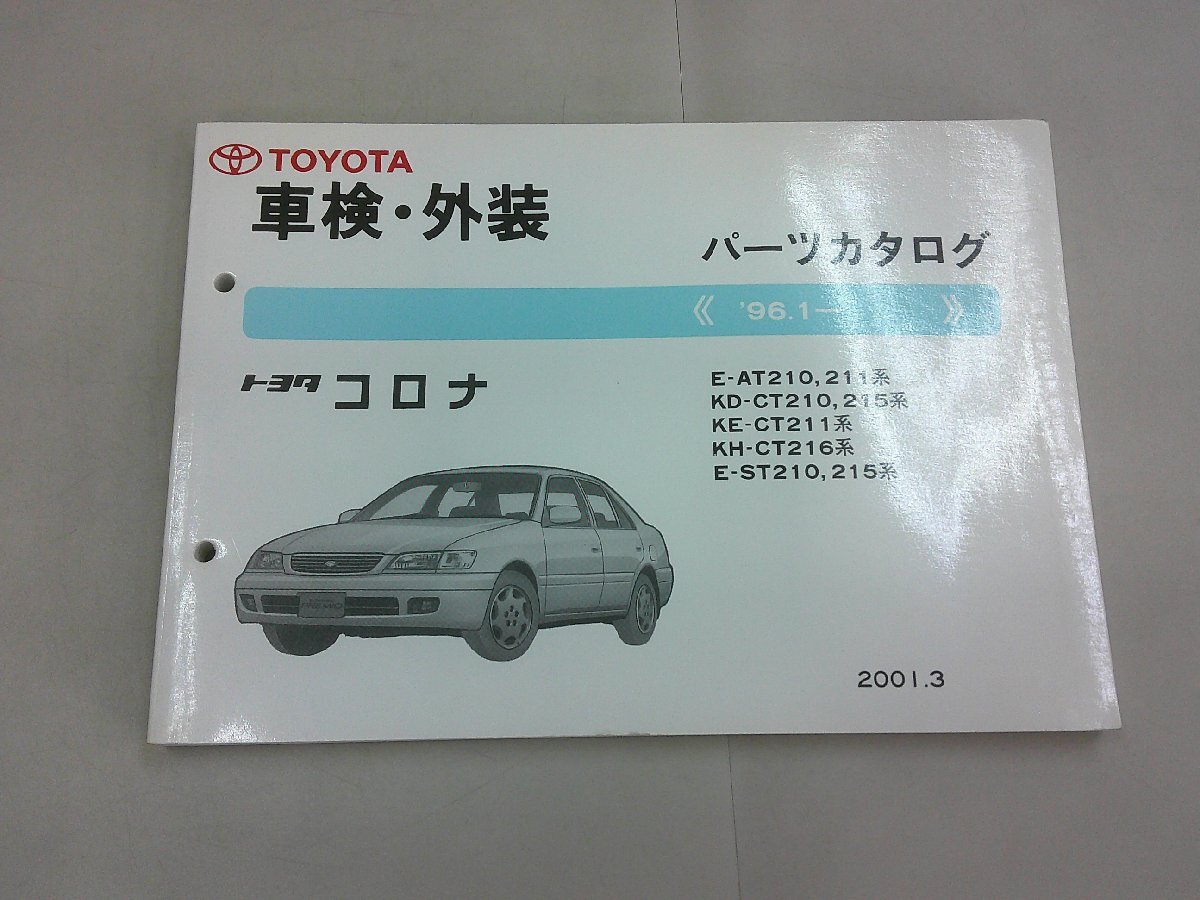 TOYOTA
車検・外装
パーツカタログ
《 '96.1ー 》
トヨタ コロナ
E-AT210,211系
KD-CT210,215系
KE-CT211系
KH-CT216系
E-ST210,215系
PREMIO
2001.3